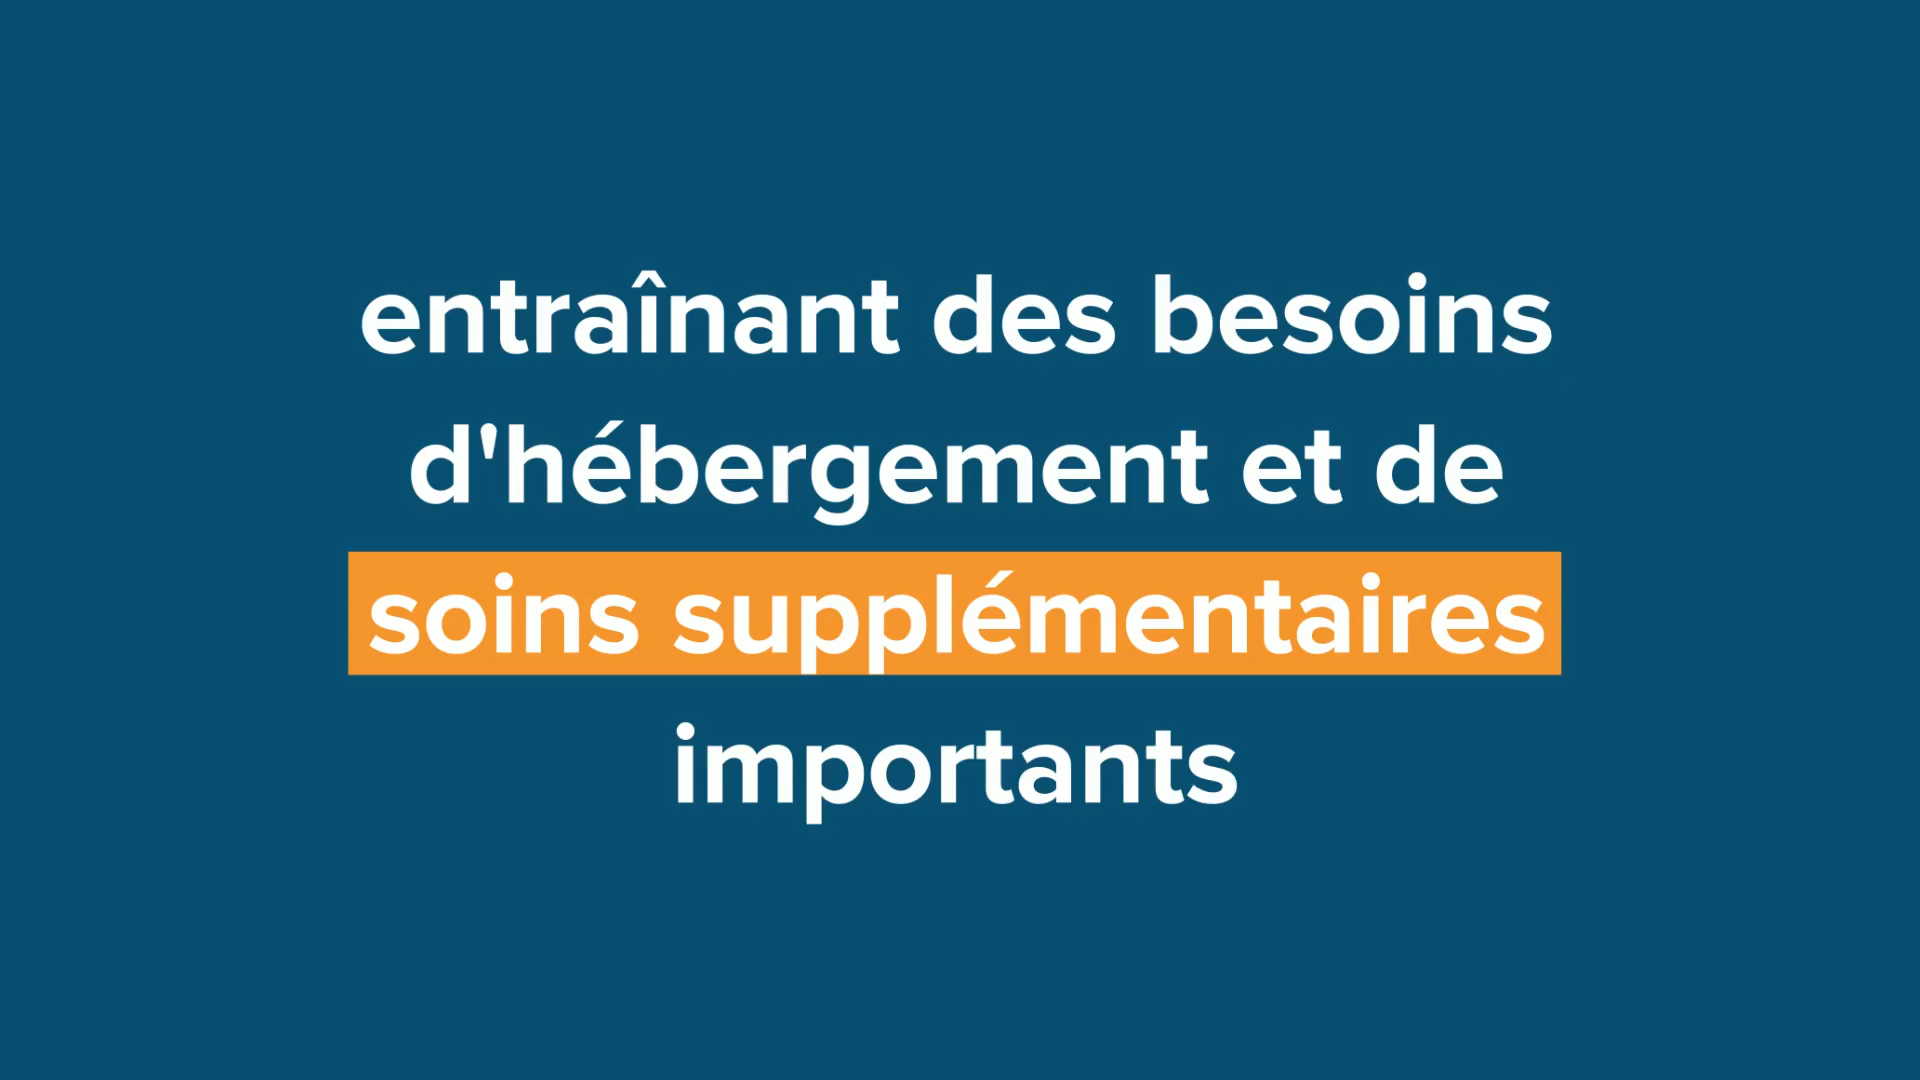 entraînant des besoins
d'hébergement et de
soins supplémentaires
importants